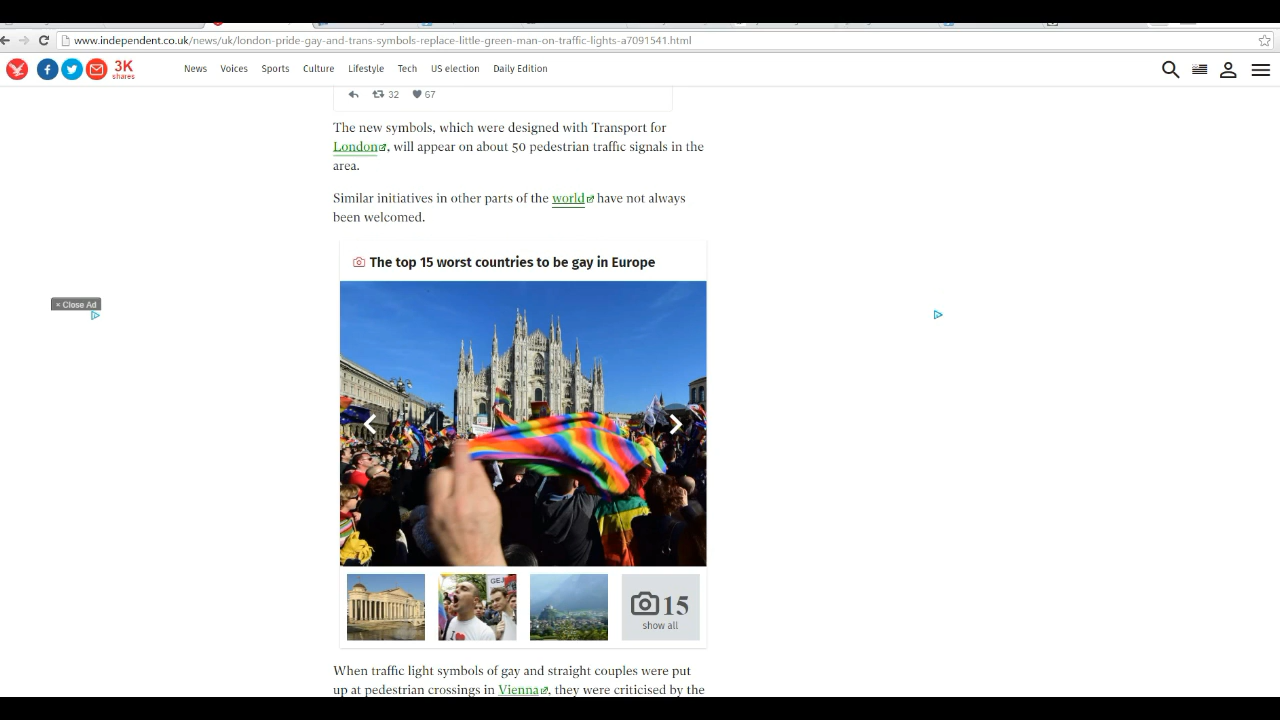 www.independent.co.uk/news/uk/london-pride-gay-and-trans-symbols-replace-little-green-man-on-traffic-lights-a7091541.html
3K
shares
News Voices Sports Culture Lifestyle Tech US election Daily Edition
32 67
The new symbols, which were designed with Transport for
London, will appear on about 50 pedestrian traffic signals in the
area.
Similar initiatives in other parts of the world have not always
been welcomed.
The top 15 worst countries to be gay in Europe
× Close Ad
GEJ
I
15
show all
When traffic light symbols of gay and straight couples were put
up at pedestrian crossings in Vienna, they were criticised by the